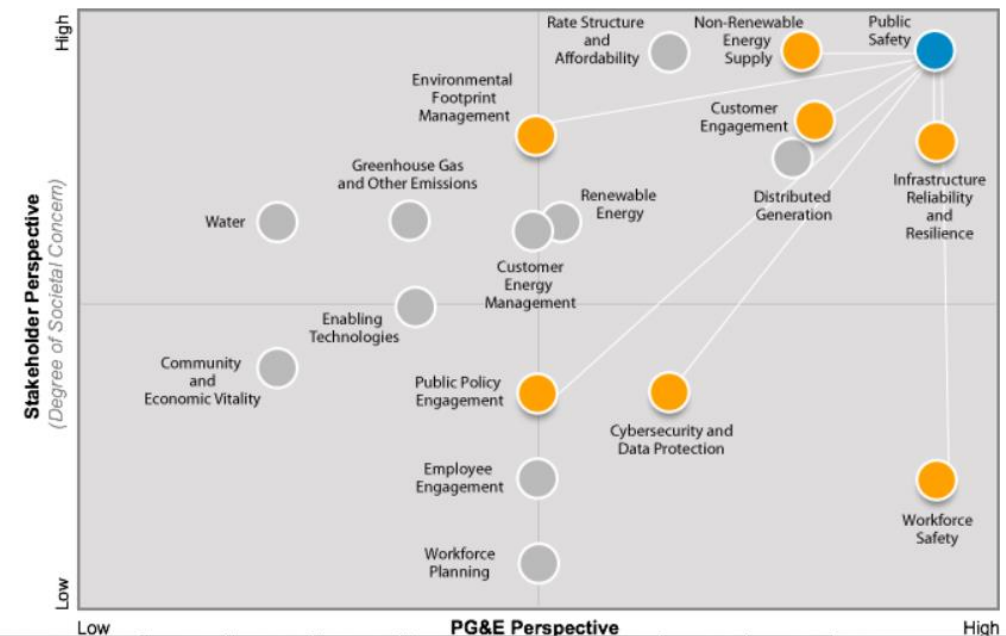 High
Rate Structure
and
Affordability
Non-Renewable
Energy
Supply
Public
Safety
Environmental
Footprint
Management
Customer
Engagement
Greenhouse Gas
and Other Emissions
Distributed
Generation
Infrastructure
Reliability
and
Resilience
Water
Renewable
Energy
Customer
Energy
Management
Enabling
Technologies
Stakeholder Perspective
(Degree of Societal Concern)
Community
and
Economic Vitality
Public Policy
Engagement
Cybersecurity and
Data Protection
Employee
Engagement
Workforce
Safety
Workforce
Planning
Low
Low
PG&E Perspective
High